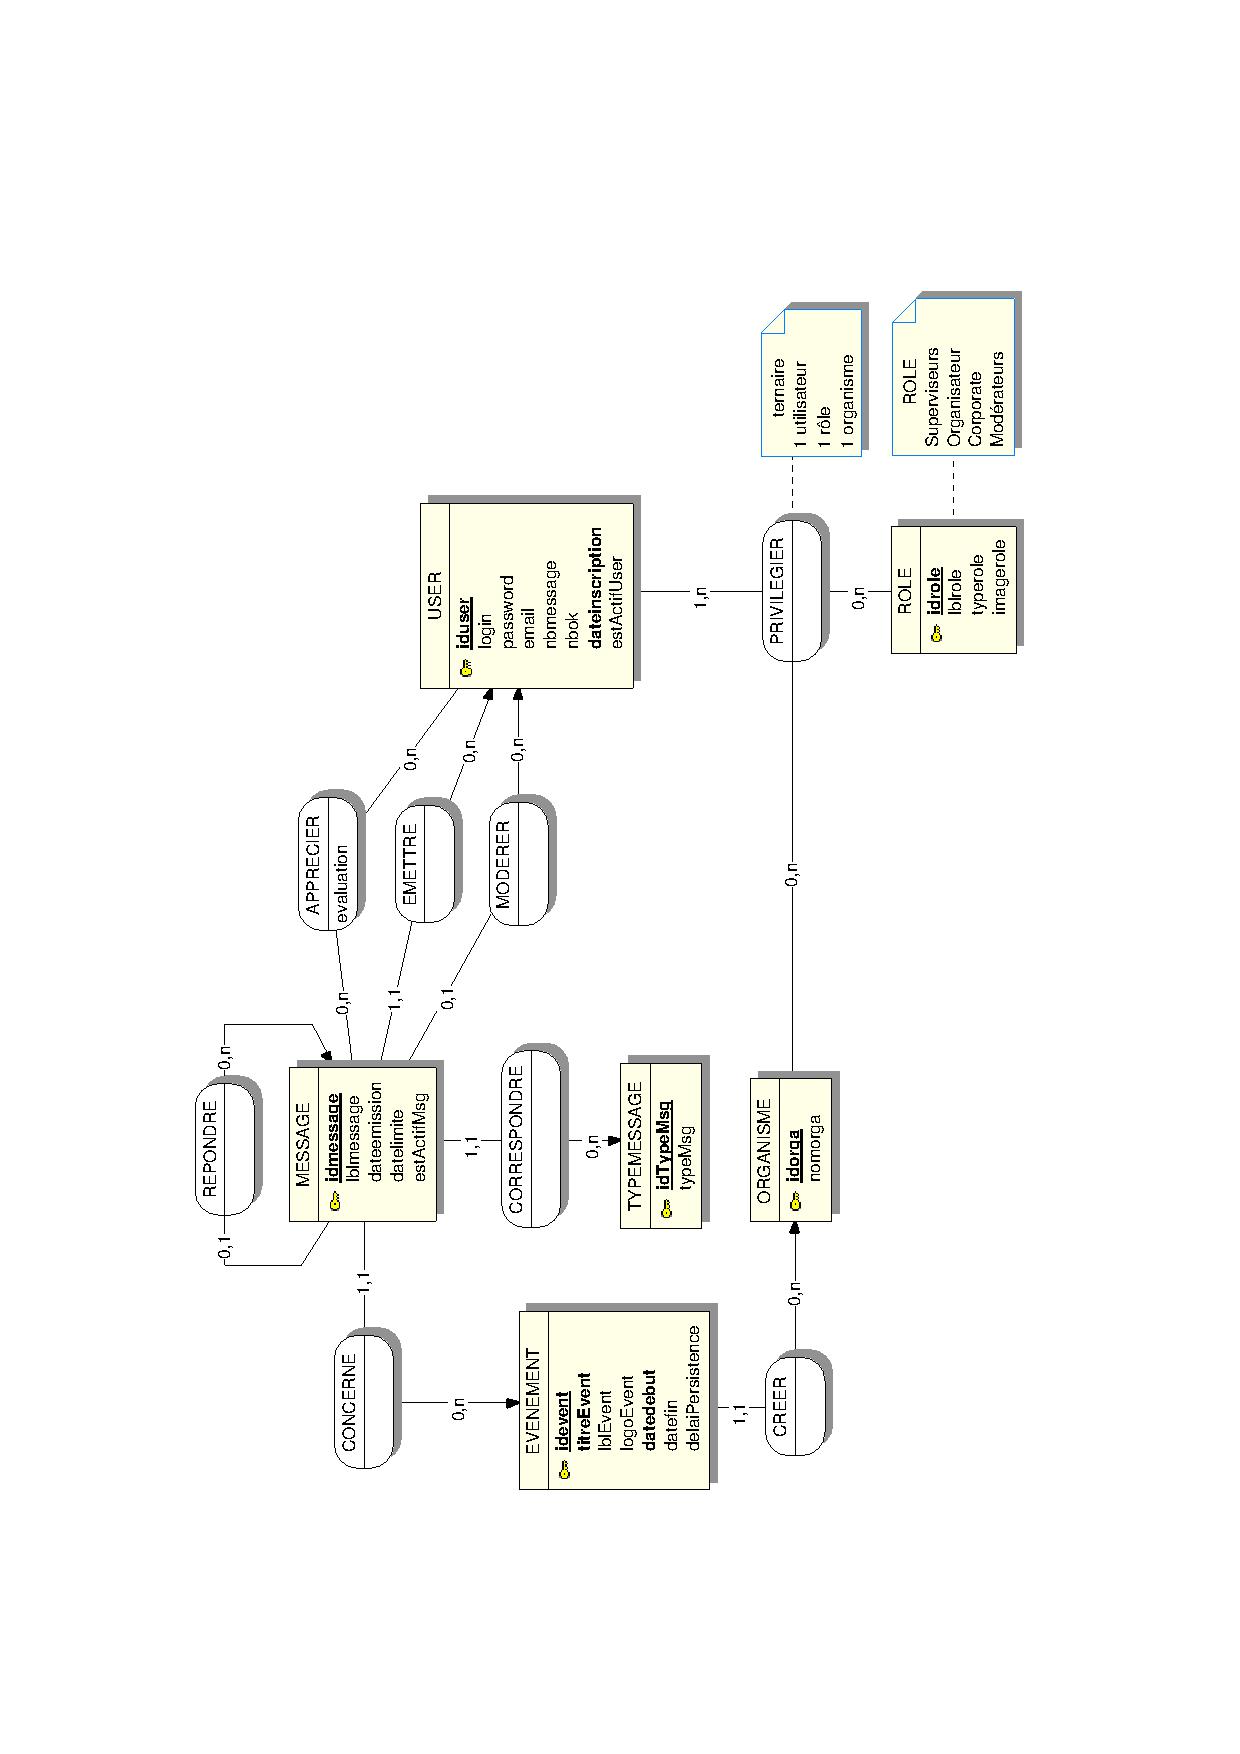 REPONDRE
0,1
0,n
MESSAGE
idmessage
lblmessage
dateemission
datelimite
estActifMsg
0,n
APPRECIER
evaluation
0,n
1,1
EMETTRE
0,n
0,1
MODERER
0,n
USER
iduser
login
password
email
nbmessage
nbok
dateinscription
estActifUser
1,1
CONCERNE
0,n
1,1
CORRESPONDRE
0,n
TYPEMESSAGE
idTypeMsg
typeMsg
EVENEMENT
idevent
titreEvent
lblEvent
logoEvent
datedebut
datefin
delaiPersistence
1,1
CREER
0,n
ORGANISME
idorga
nomorga
0,n
1,n
PRIVILEGIER
ternaire
1 utilisateur
1 rôle
1 organisme
0,n
ROLE
idrole
lblrole
typerole
imagerole
ROLE
Superviseurs
Organisateur
Corporate
Modérateurs